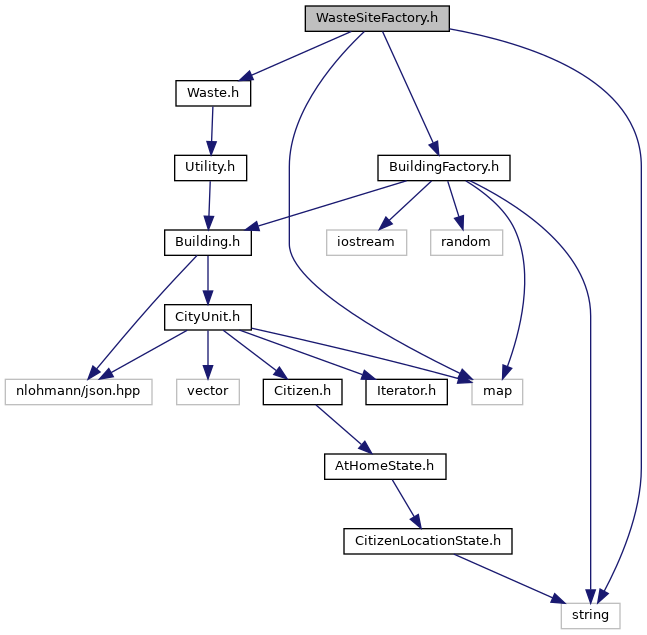 WasteSiteFactory.h
Waste.h
Utility.h
BuildingFactory.h
Building.h
iostream
random
CityUnit.h
nlohmann/json.hpp
vector
Citizen.h
Iterator.h
map
AtHomeState.h
CitizenLocationState.h
string